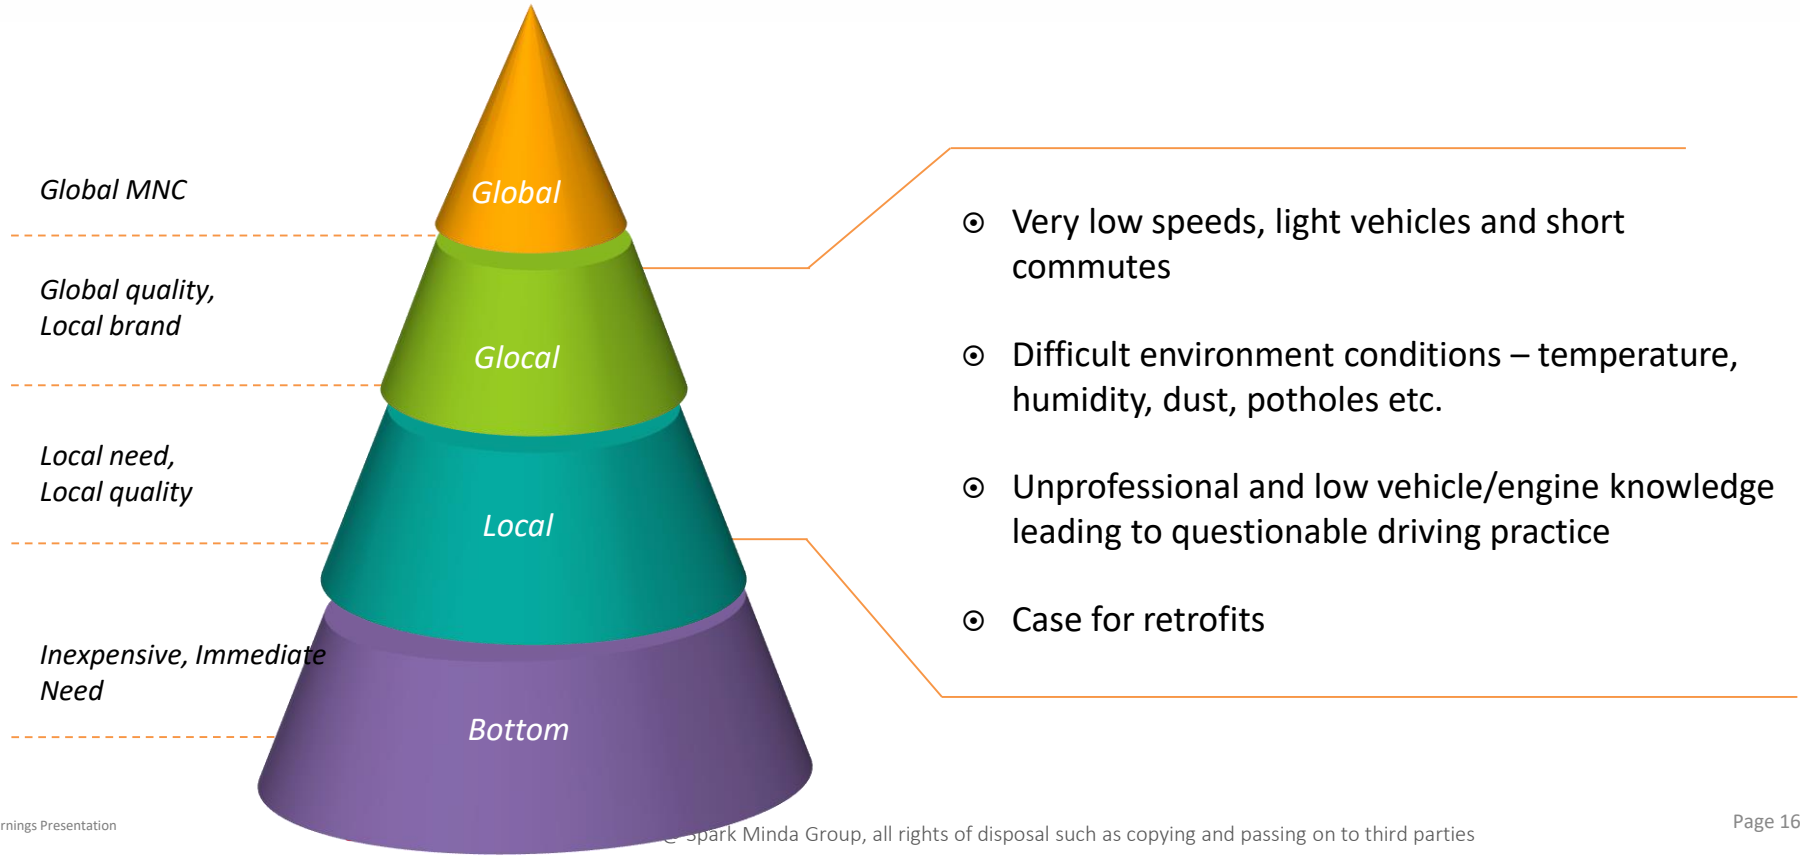 Global MNC
Global
Global quality,
Local brand
Glocal
Local need,
Local quality
Local
Inexpensive, Immediate
Need
Bottom
Very low speeds, light vehicles and short
commutes
Difficult environment conditions – temperature,
humidity, dust, potholes etc.
Unprofessional and low vehicle/engine knowledge
leading to questionable driving practice
Case for retrofits
Presentation
Spark Minda Group, all rights of disposal such as copying and passing on to third parties
Page 16